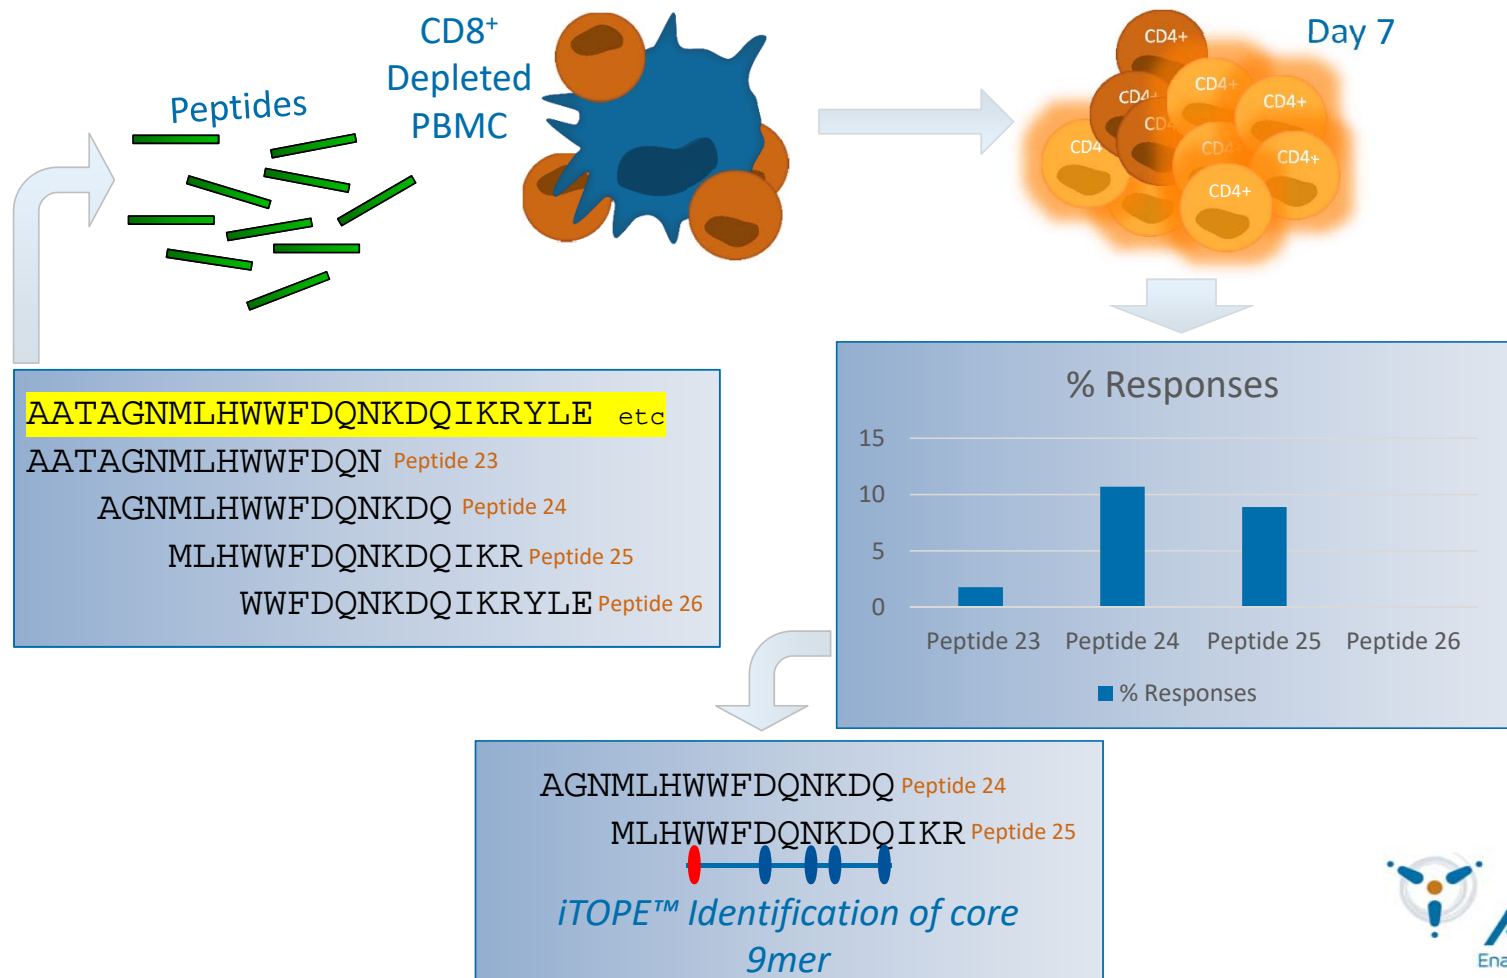 Peptides
CD8+
Depleted
PBMC
Day 7
CD4+
CD4+
CD4+
CD4+
CD4
CD4+
CD4+
AATAGNMLHWWFDQNKDQIKRYLE etc
AATAGNMLHWWFDQN Peptide 23
AGNMLHWWFDQNKDQ Peptide 24
MLHWWFDQNKDQIKR Peptide 25
WWFDQNKDQIKRYLE Peptide 26
% Responses
15
10
5
0
Peptide 23 Peptide 24 Peptide 25 Peptide 26
% Responses
AGNMLHWWFDQNKDQ Peptide 24
MLHWWFDQNKDQIKR Peptide 25
iTOPE™ Identification of core
9mer